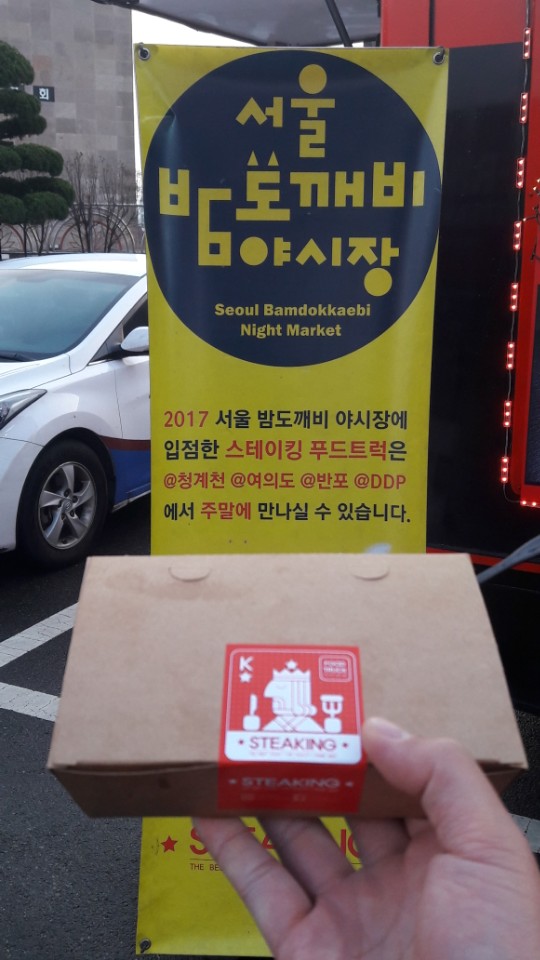 회
서울
밤도깨비
야시장
Seoul Bamdokkaebi
Night Market
2017 서울 밤도깨비 야시장에
입점한 스테이킹 푸드트럭은
@청계천 @여의도 @반포 @DDP
에서 주말에 만나실 수 있습니다.
K
FOOD
TRUCK
STEAKING
STEAKING
THE